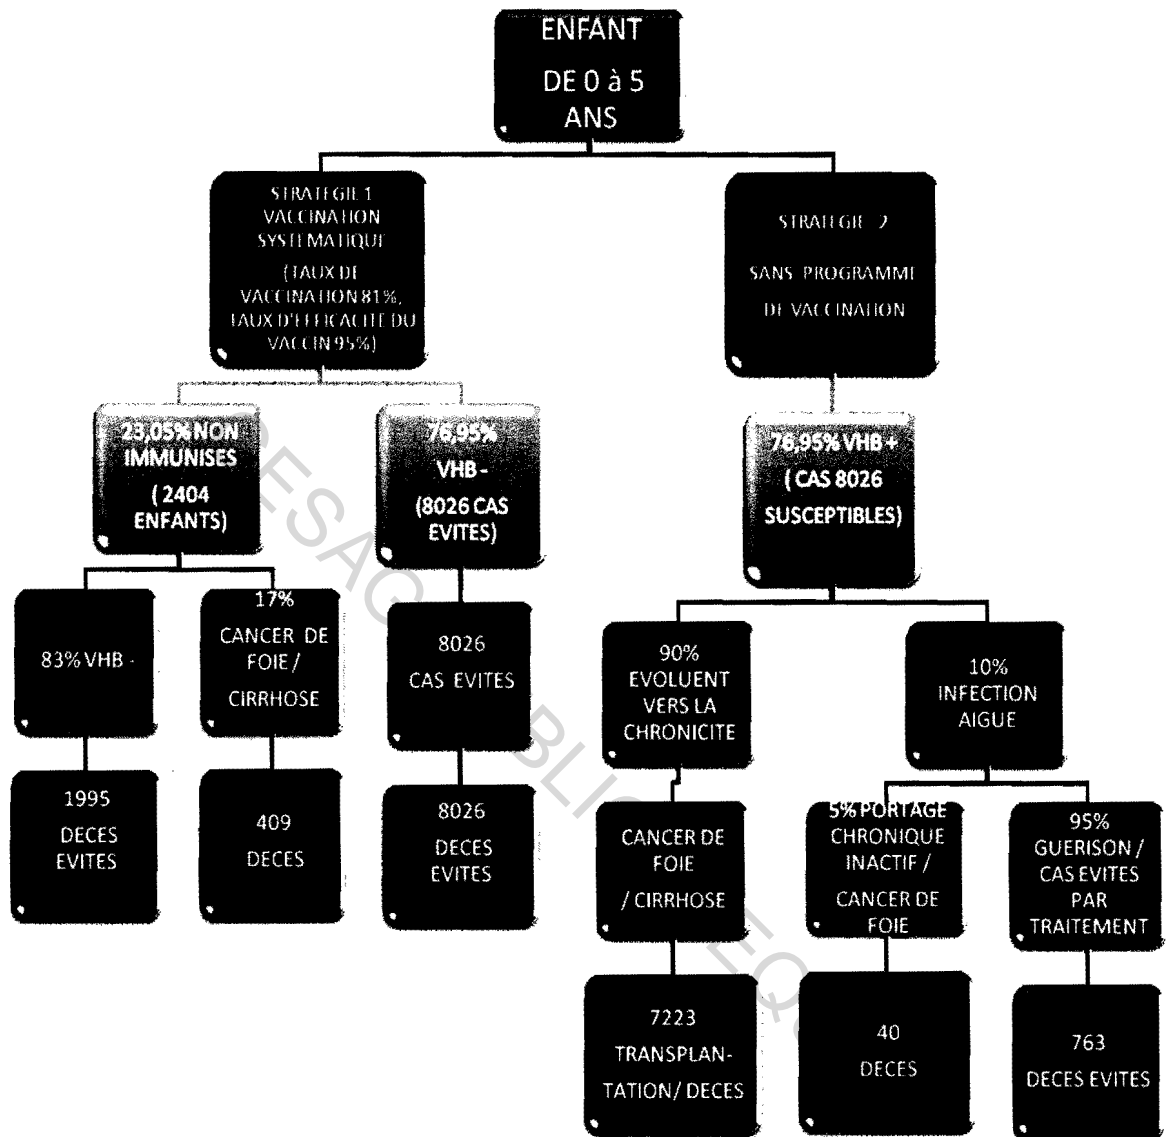 ENFANT
DE 0 à 5
ANS
STRATEGIE 1
VACCINATION
SYSTEMATIQUE
(TAUX DE
VACCINATION 81%,
TAUX D'EFFICACITE DU
VACCIN 95%)
STRATEGIE 2
SANS PROGRAMME
DE VACCINATION
23,05% NON
IMMUNISES
( 2404
ENFANTS)
76,95%
VHB -
(8026 CAS
EVITES)
76,95% VHB +
( CAS 8026
SUSCEPTIBLES)
83% VHB -
17%
CANCER DE
FOIE /
CIRRHOSE
8026
CAS EVITES
90%
EVOLUENT
VERS LA
CHRONICITE
10%
INFECTION
AIGUE
1995
DECES
EVITES
409
DECES
8026
DECES
EVITES
CANCER DE
FOIE
/ CIRRHOSE
5% PORTAGE
CHRONIQUE
INACTIF /
CANCER DE
FOIE
95%
GUERISON /
CAS EVITES
PAR
TRAITEMENT
7223
TRANSPLAN-
TATION/ DECES
40
DECES
763
DECES EVITES